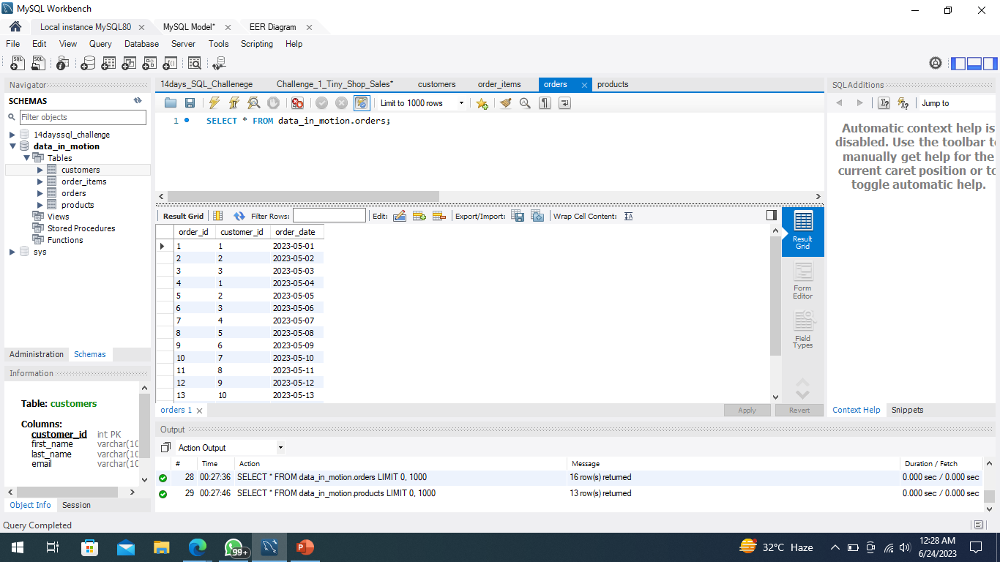 MySQL Workbench
Local instance MySQL80
MySQL Model*
EER Diagram
File Edit View Query Database Server Tools Scripting Help
Navigator
SCHEMAS
Filter objects
14dayssql_challenge
data_in_motion
Tables
customers
order_items
orders
products
Views
Stored Procedures
Functions
sys
Administration Schemas
Information
Table: customers
Columns:
customer_id int PK
first_name varchar(10
last_name varchar(10
email varchar(10
Object Info Session
14days_SQL_Challenege Challenge_1_Tiny_Shop_Sales* customers order_items orders products
Limit to 1000 rows
1 SELECT * FROM data_in_motion.orders;
Result Grid Filter Rows: Edit: Export/Import: Wrap Cell Content:
order_id customer_id order_date
1 1 2023-05-01
2 2 2023-05-02
3 3 2023-05-03
4 1 2023-05-04
5 2 2023-05-05
6 3 2023-05-06
7 4 2023-05-07
8 5 2023-05-08
9 6 2023-05-09
10 7 2023-05-10
11 8 2023-05-11
12 9 2023-05-12
13 10 2023-05-13
Result
Grid
Form
Editor
Field
Types
orders 1
Apply Revert
SQLAdditions
Jump to
Automatic context help is
disabled. Use the toolbar to
manually get help for the
current caret position or to
toggle automatic help.
Context Help Snippets
Output
Action Output
# Time Action Message Duration / Fetch
28 00:27:36 SELECT * FROM data_in_motion.orders LIMIT 0, 1000 16 row(s) returned 0.000 sec / 0.000 sec
29 00:27:46 SELECT * FROM data_in_motion.products LIMIT 0, 1000 13 row(s) returned 0.000 sec / 0.000 sec
Query Completed
99+
32°C Haze
12:28 AM
6/24/2023